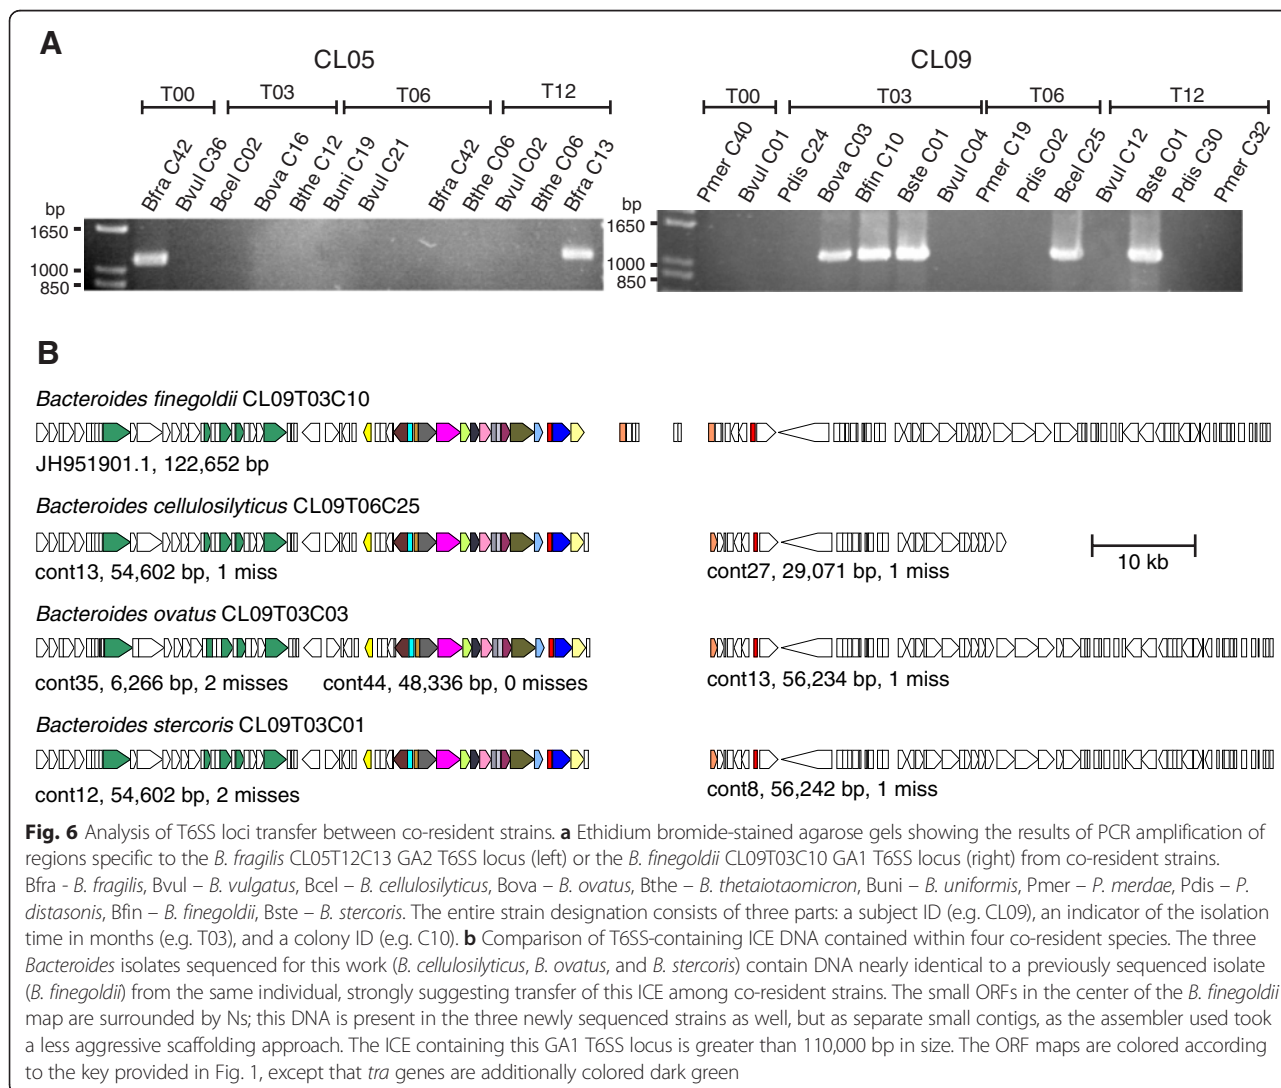 A
CL05
CL09
T00 T03 T06 T12
T00 T03 T06 T12
Bfra C42 Bvul C36 Bcel C02 Bova C16 Bthe C12 Buni C19 Bvul C21 Bfra C42 Bthe C06 Bvul C02 Bthe C06 Bfra C13
Pmer C40 Bvul C01 Pdis C24 Bova C03 Bfin C10 Bste C01 Bvul C04 Pmer C19 Pdis C02 Bcel C25 Bvul C12 Bste C01 Pdis C30 Pmer C32
bp
1650
1000
850
bp
1650
1000
850
B
Bacteroides finegoldii CL09T03C10
JH951901.1, 122,652 bp
Bacteroides cellulosilyticus CL09T06C25
cont13, 54,602 bp, 1 miss
cont27, 29,071 bp, 1 miss
10 kb
Bacteroides ovatus CL09T03C03
cont35, 6,266 bp, 2 misses
cont44, 48,336 bp, 0 misses
cont13, 56,234 bp, 1 miss
Bacteroides stercoris CL09T03C01
cont12, 54,602 bp, 2 misses
cont8, 56,242 bp, 1 miss
Fig. 6 Analysis of T6SS loci transfer between co-resident strains. a Ethidium bromide-stained agarose gels showing the results of PCR amplification of
regions specific to the B. fragilis CL05T12C13 GA2 T6SS locus (left) or the B. finegoldii CL09T03C10 GA1 T6SS locus (right) from co-resident strains.
Bfra - B. fragilis, Bvul – B. vulgatus, Bcel – B. cellulosilyticus, Bova – B. ovatus, Bthe – B. thetaiotaomicron, Buni – B. uniformis, Pmer – P. merdae, Pdis – P.
distasonis, Bfin – B. finegoldii, Bste – B. stercoris. The entire strain designation consists of three parts: a subject ID (e.g. CL09), an indicator of the isolation
time in months (e.g. T03), and a colony ID (e.g. C10). b Comparison of T6SS-containing ICE DNA contained within four co-resident species. The three
Bacteroides isolates sequenced for this work (B. cellulosilyticus, B. ovatus, and B. stercoris) contain DNA nearly identical to a previously sequenced isolate
(B. finegoldii) from the same individual, strongly suggesting transfer of this ICE among co-resident strains. The small ORFs in the center of the B. finegoldii
map are surrounded by Ns; this DNA is present in the three newly sequenced strains as well, but as separate small contigs, as the assembler used took
a less aggressive scaffolding approach. The ICE containing this GA1 T6SS locus is greater than 110,000 bp in size. The ORF maps are colored according
to the key provided in Fig. 1, except that tra genes are additionally colored dark green